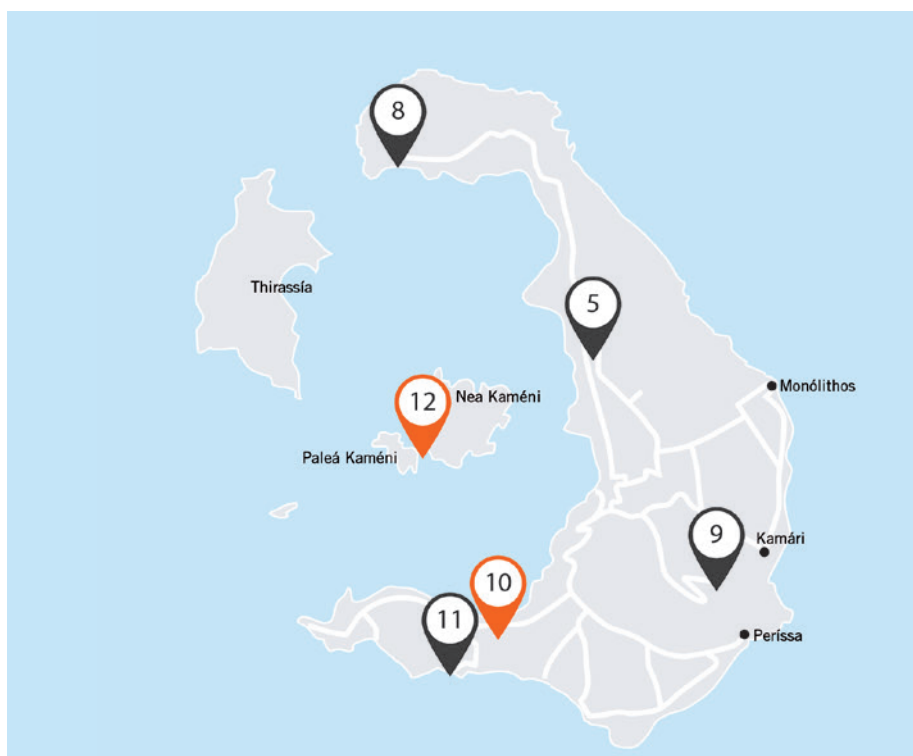 8
Thirassía
5
12
Nea Kaméni
Monólithos
Paleá Kaméni
9
Kamári
10
11
Períssa